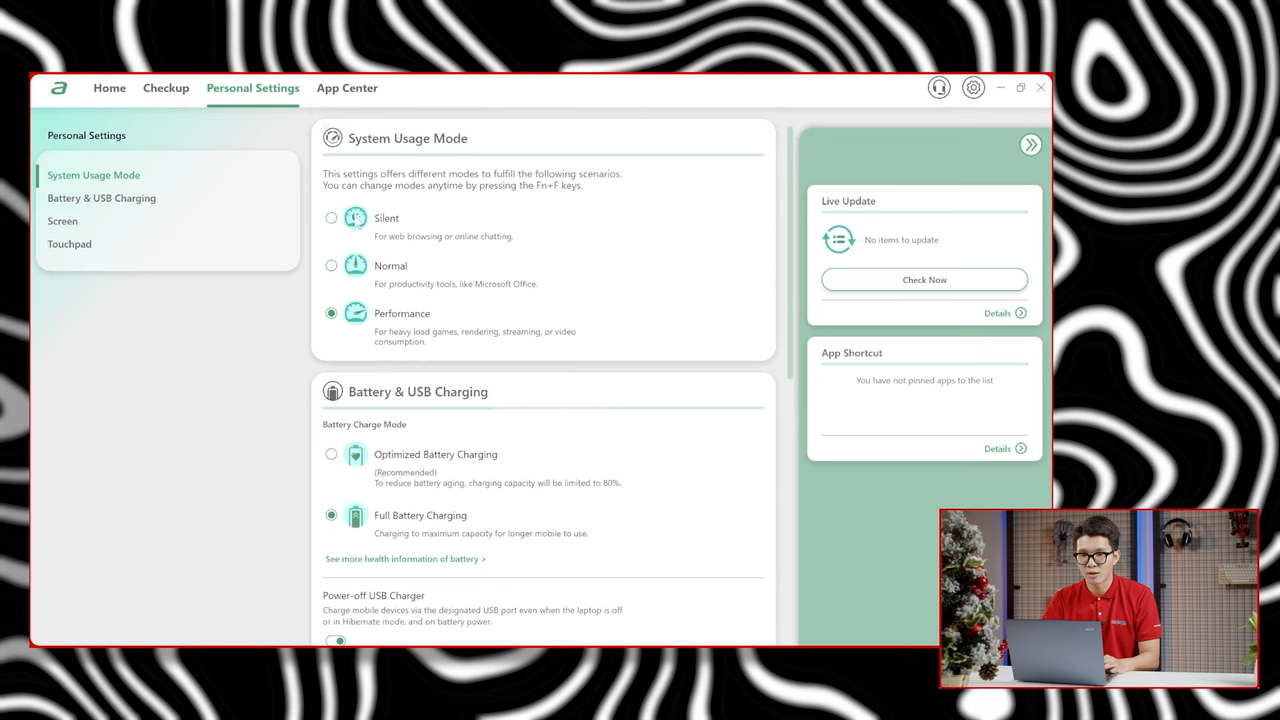 a
Home
Checkup
Personal Settings
App Center
Personal Settings
System Usage Mode
Battery & USB Charging
Screen
Touchpad
System Usage Mode
This settings offers different modes to fulfill the following scenarios.
You can change modes anytime by pressing the Fn+F keys.
Silent
For web browsing or online chatting.
Normal
For productivity tools, like Microsoft Office.
Performance
For heavy load games, rendering, streaming, or video
consumption.
Battery & USB Charging
Battery Charge Mode
Optimized Battery Charging
(Recommended)
To reduce battery aging, charging capacity will be limited to 80%.
Full Battery Charging
Charging to maximum capacity for longer mobile to use.
See more health information of battery >
Power-off USB Charger
Charge mobile devices via the designated USB port even when the laptop is off
or in Hibernate mode, and on battery power.
Live Update
No items to update
Check Now
Details
App Shortcut
You have not pinned apps to the list
Details
acer